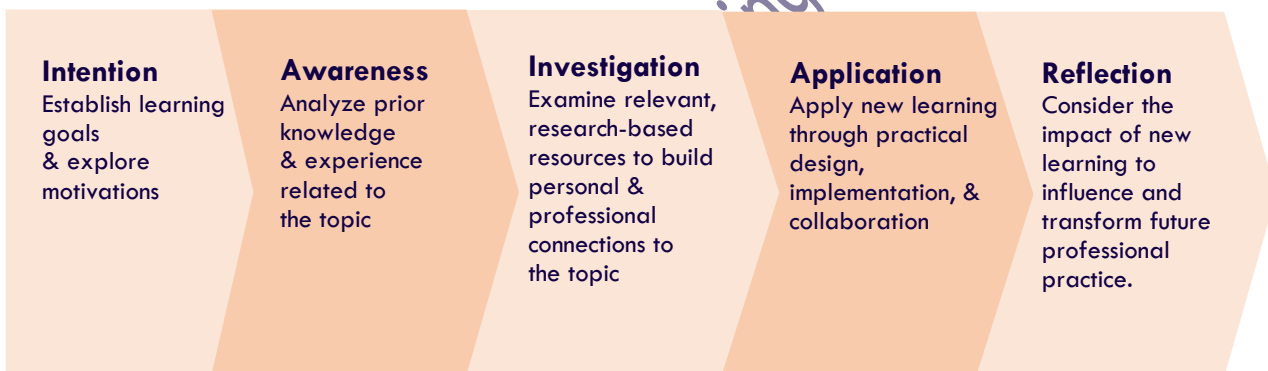 Intention
Establish learning
goals
& explore
motivations
Awareness
Analyze prior
knowledge
& experience
related to
the topic
Investigation
Examine relevant,
research-based
resources to build
personal &
professional
connections to
the topic
Application
Apply new learning
through practical
design,
implementation, &
collaboration
Reflection
Consider the
impact of new
learning to
influence and
transform future
professional
practice.